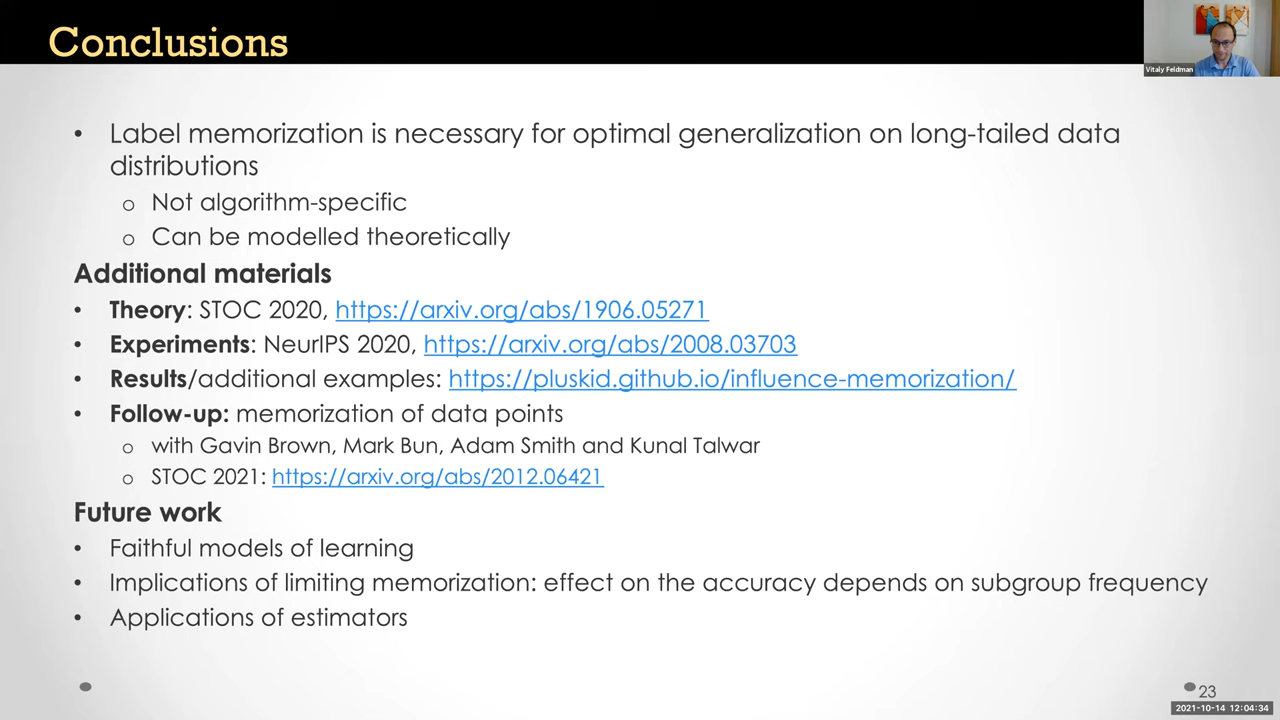 Conclusions
Vitaly Feldman
• Label memorization is necessary for optimal generalization on long-tailed data
distributions
o Not algorithm-specific
o Can be modelled theoretically
Additional materials
• Theory: STOC 2020, https://arxiv.org/abs/1906.05271
• Experiments: NeurIPS 2020, https://arxiv.org/abs/2008.03703
• Results/additional examples: https://pluskid.github.io/influence-memorization/
• Follow-up: memorization of data points
o with Gavin Brown, Mark Bun, Adam Smith and Kunal Talwar
o STOC 2021: https://arxiv.org/abs/2012.06421
Future work
• Faithful models of learning
• Implications of limiting memorization: effect on the accuracy depends on subgroup frequency
• Applications of estimators
23
2021-10-14 12:04:34